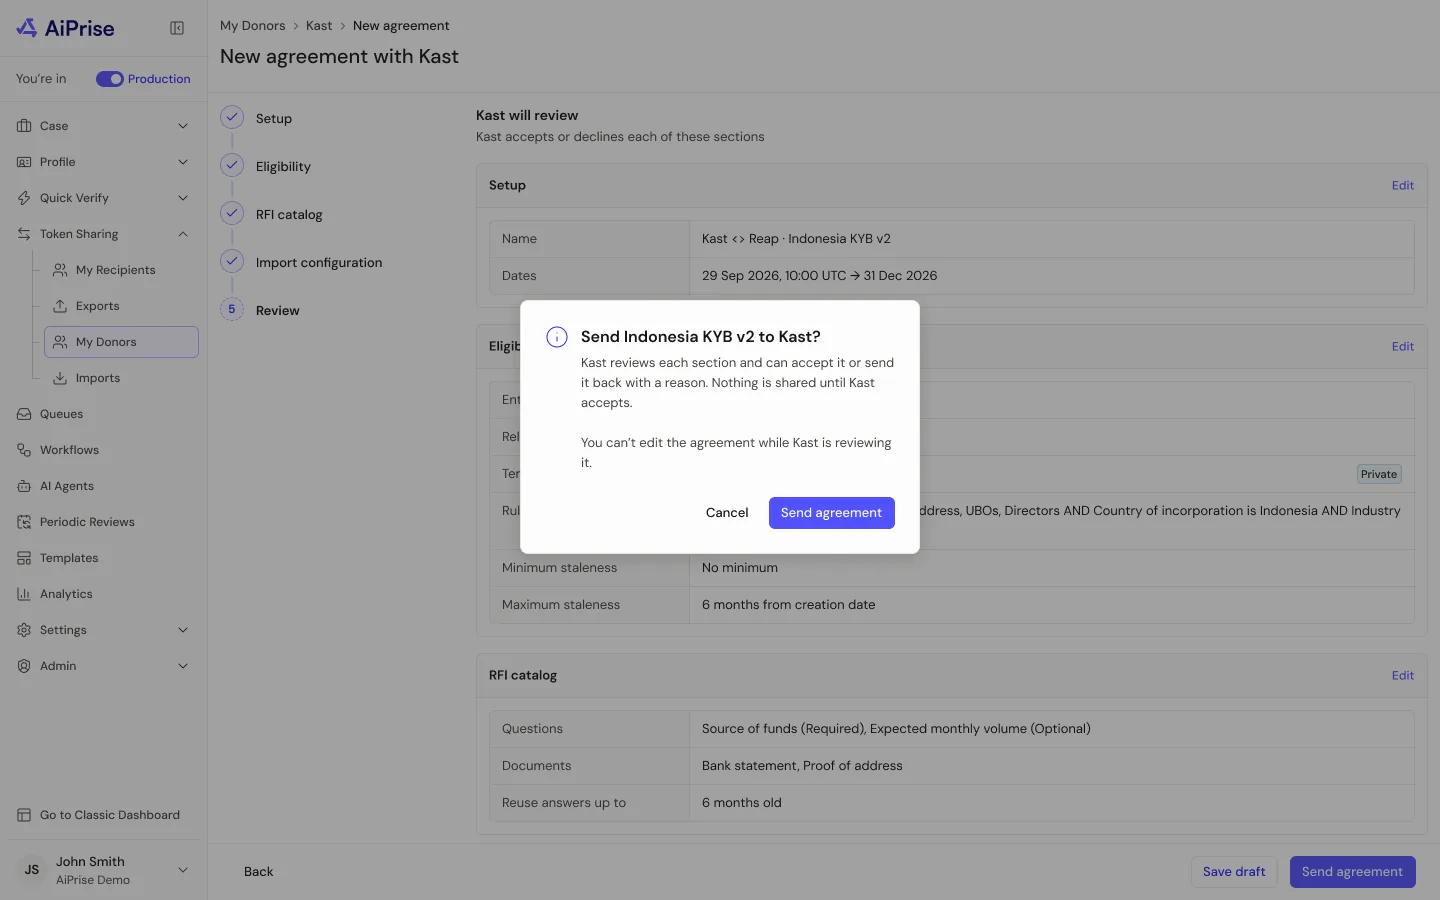 AiPrise
You're in
Production
Case
Profile
Quick Verify
Token Sharing
My Recipients
Exports
My Donors
Imports
Queues
Workflows
AI Agents
Periodic Reviews
Templates
Analytics
Settings
Admin
Go to Classic Dashboard
JS
John Smith
AiPrise Demo
My Donors > Kast > New agreement
New agreement with Kast
Setup
Eligibility
RFI catalog
Import configuration
5 Review
Kast will review
Kast accepts or declines each of these sections
Setup Edit
Name Kast <> Reap · Indonesia KYB v2
Dates 29 Sep 2026, 10:00 UTC → 31 Dec 2026
Edit
Private
ddress, UBOs, Directors AND Country of incorporation is Indonesia AND Industry
Minimum staleness No minimum
Maximum staleness 6 months from creation date
RFI catalog Edit
Questions Source of funds (Required), Expected monthly volume (Optional)
Documents Bank statement, Proof of address
Reuse answers up to 6 months old
Send Indonesia KYB v2 to Kast?
Kast reviews each section and can accept it or send
it back with a reason. Nothing is shared until Kast
accepts.
You can't edit the agreement while Kast is reviewing
it.
Cancel Send agreement
Back Save draft Send agreement